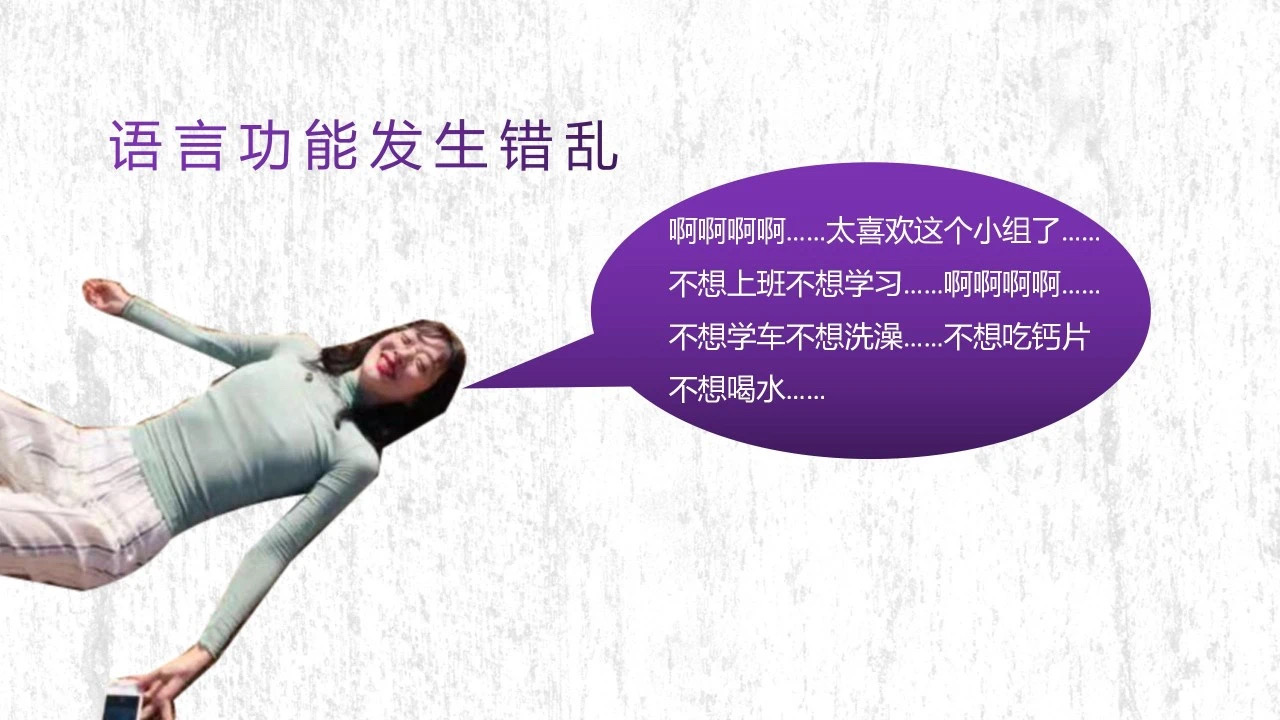 语言功能发生错乱
啊啊啊啊……太喜欢这个小组了……
不想上班不想学习……啊啊啊啊……
不想学车不想洗澡……不想吃钙片
不想喝水……